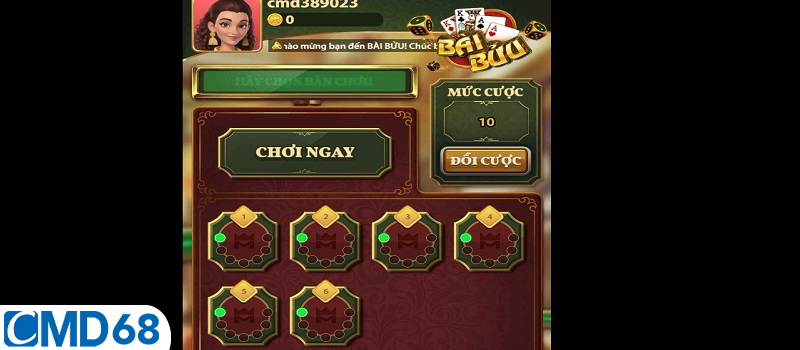 cmd389023
0
hào mừng bạn đến BÀI BỬU! Chúc
BÀI
BỬU
HÃY CHỌN BÀN CHƠI!
MỨC CƯỢC
10
ĐỔI CƯỢC
CHƠI NGAY
1
2
3
4
5
6
CMD68